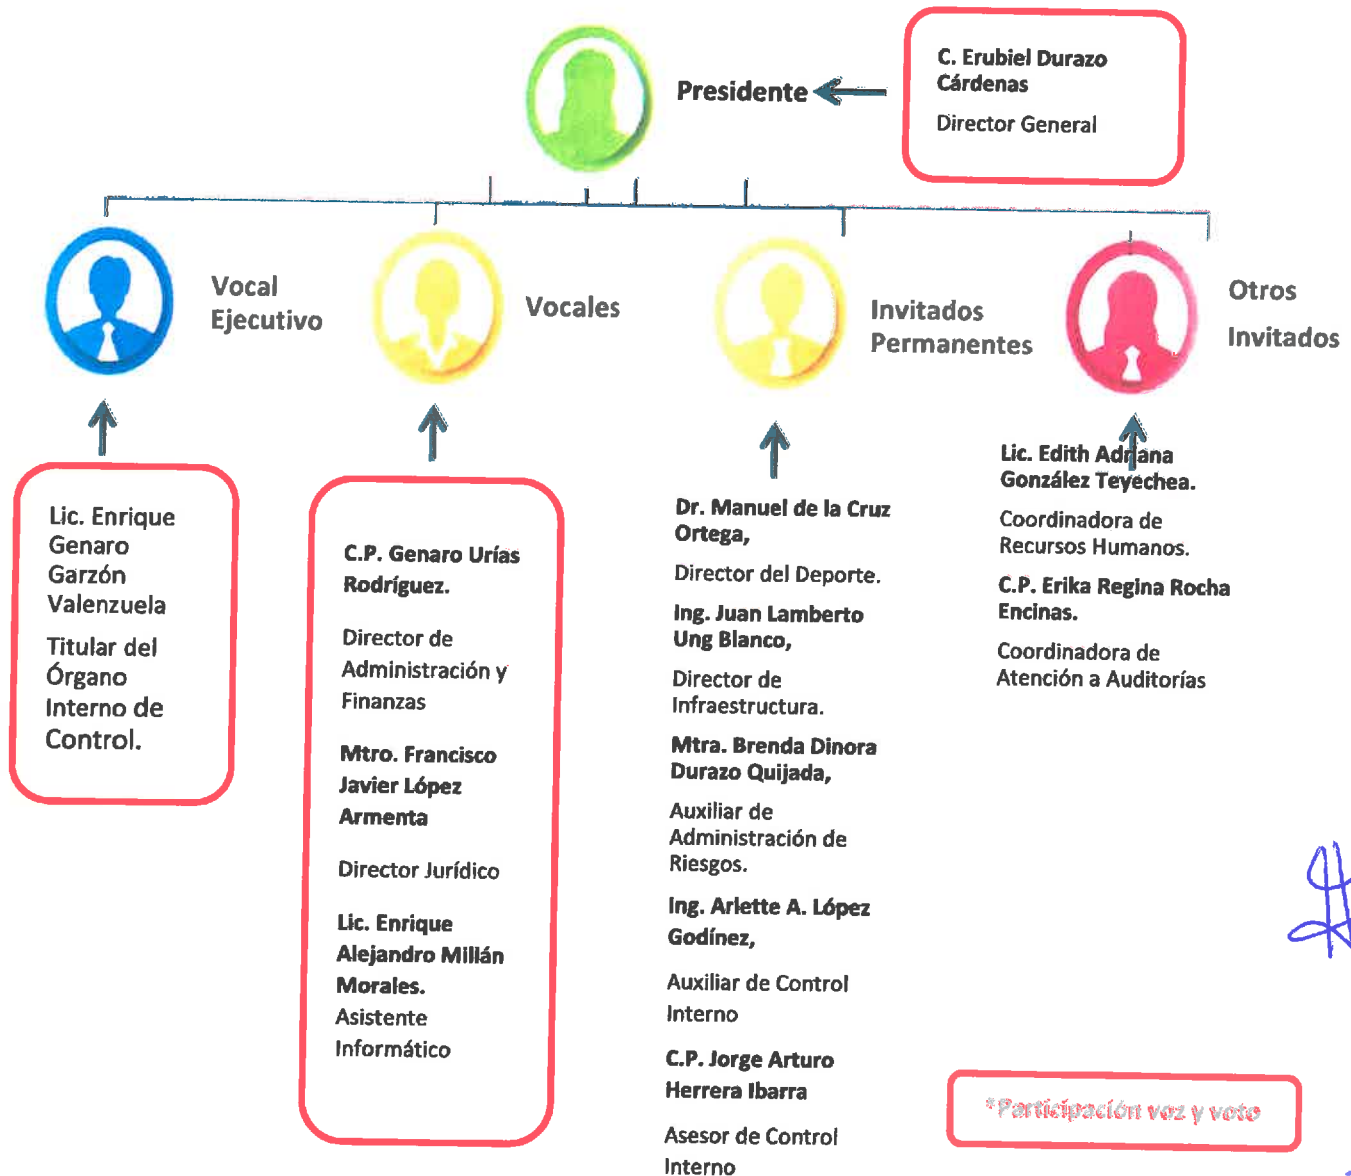 Presidente
C. Erubiel Durazo
Cárdenas
Director General
Vocal
Ejecutivo
Vocales
Invitados
Permanentes
Otros
Invitados
Lic. Enrique
Genaro
Garzón
Valenzuela
Titular del
Órgano
Interno de
Control.
C.P. Genaro Urías
Rodríguez.
Director de
Administración y
Finanzas
Mtro. Francisco
Javier López
Armenta
Director Jurídico
Lic. Enrique
Alejandro Millán
Morales.
Asistente
Informático
Dr. Manuel de la Cruz
Ortega,
Director del Deporte.
Ing. Juan Lamberto
Ung Blanco,
Director de
Infraestructura.
Mtra. Brenda Dinora
Durazo Quijada,
Auxiliar de
Administración de
Riesgos.
Ing. Arlette A. López
Godínez,
Auxiliar de Control
Interno
C.P. Jorge Arturo
Herrera Ibarra
Asesor de Control
Interno
Lic. Edith Adriana
González Teyechea.
Coordinadora de
Recursos Humanos.
C.P. Erika Regina Rocha
Encinas.
Coordinadora de
Atención a Auditorías
*Participación voz y voto